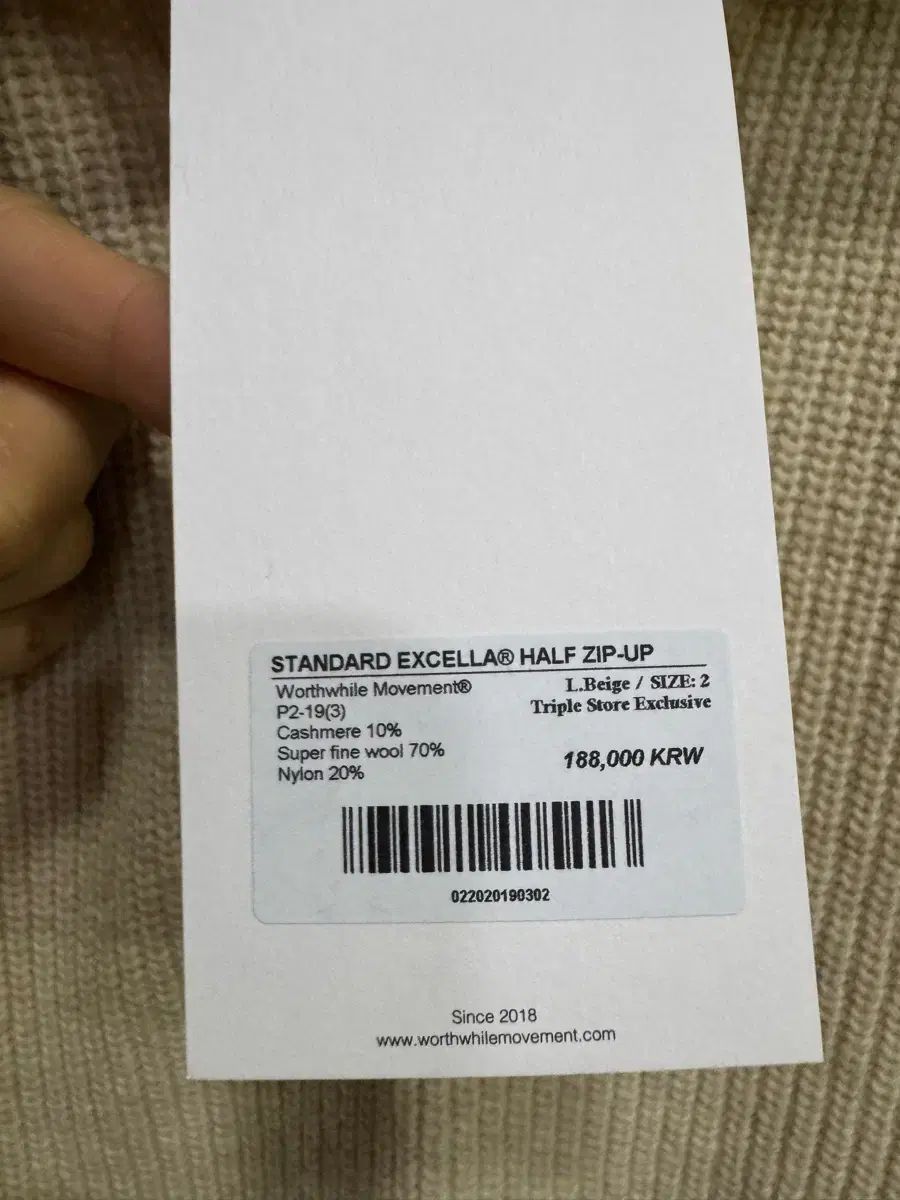 STANDARD EXCELLA® HALF ZIP-UP
Worthwhile Movement®
P2-19(3)
Cashmere 10%
Super fine wool 70%
Nylon 20%
L.Beige / SIZE: 2
Triple Store Exclusive
188,000 KRW
022020190302
Since 2018
www.worthwhilemovement.com